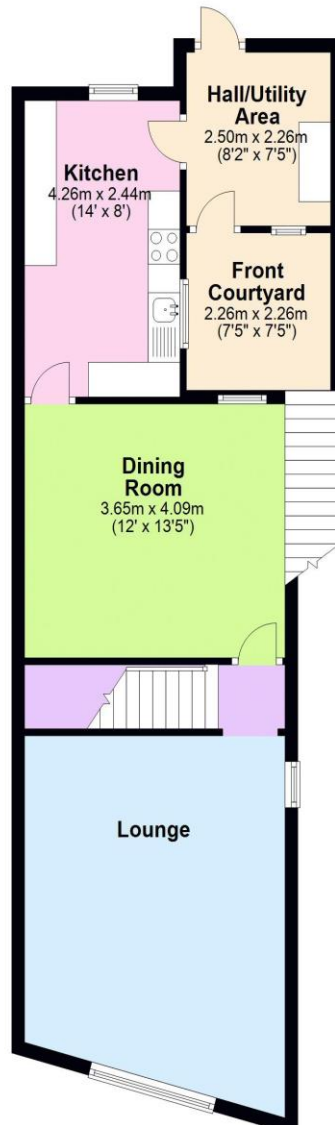 Hall/Utility
Area
2.50m x 2.26m
(8'2" x 7'5")
Kitchen
4.26m x 2.44m
(14' x 8')
Front
Courtyard
2.26m x 2.26m
(7'5" x 7'5")
Dining
Room
3.65m x 4.09m
(12' x 13'5")
Lounge